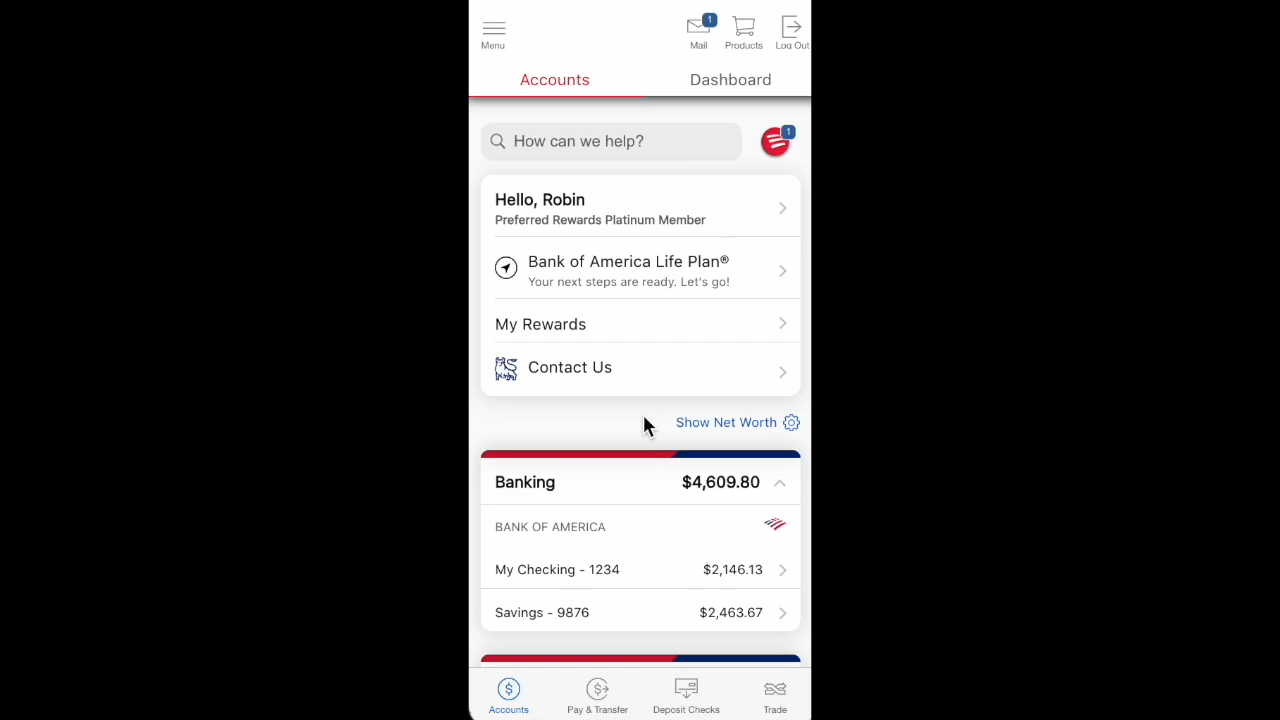 1
Menu
Mail
Products
Log Out
Accounts
Dashboard
How can we help?
1
Hello, Robin
Preferred Rewards Platinum Member
Bank of America Life Plan®
Your next steps are ready. Let's go!
My Rewards
Contact Us
Show Net Worth
Banking $4,609.80
BANK OF AMERICA
My Checking - 1234 $2,146.13
Savings - 9876 $2,463.67
Accounts
Pay & Transfer
Deposit Checks
Trade